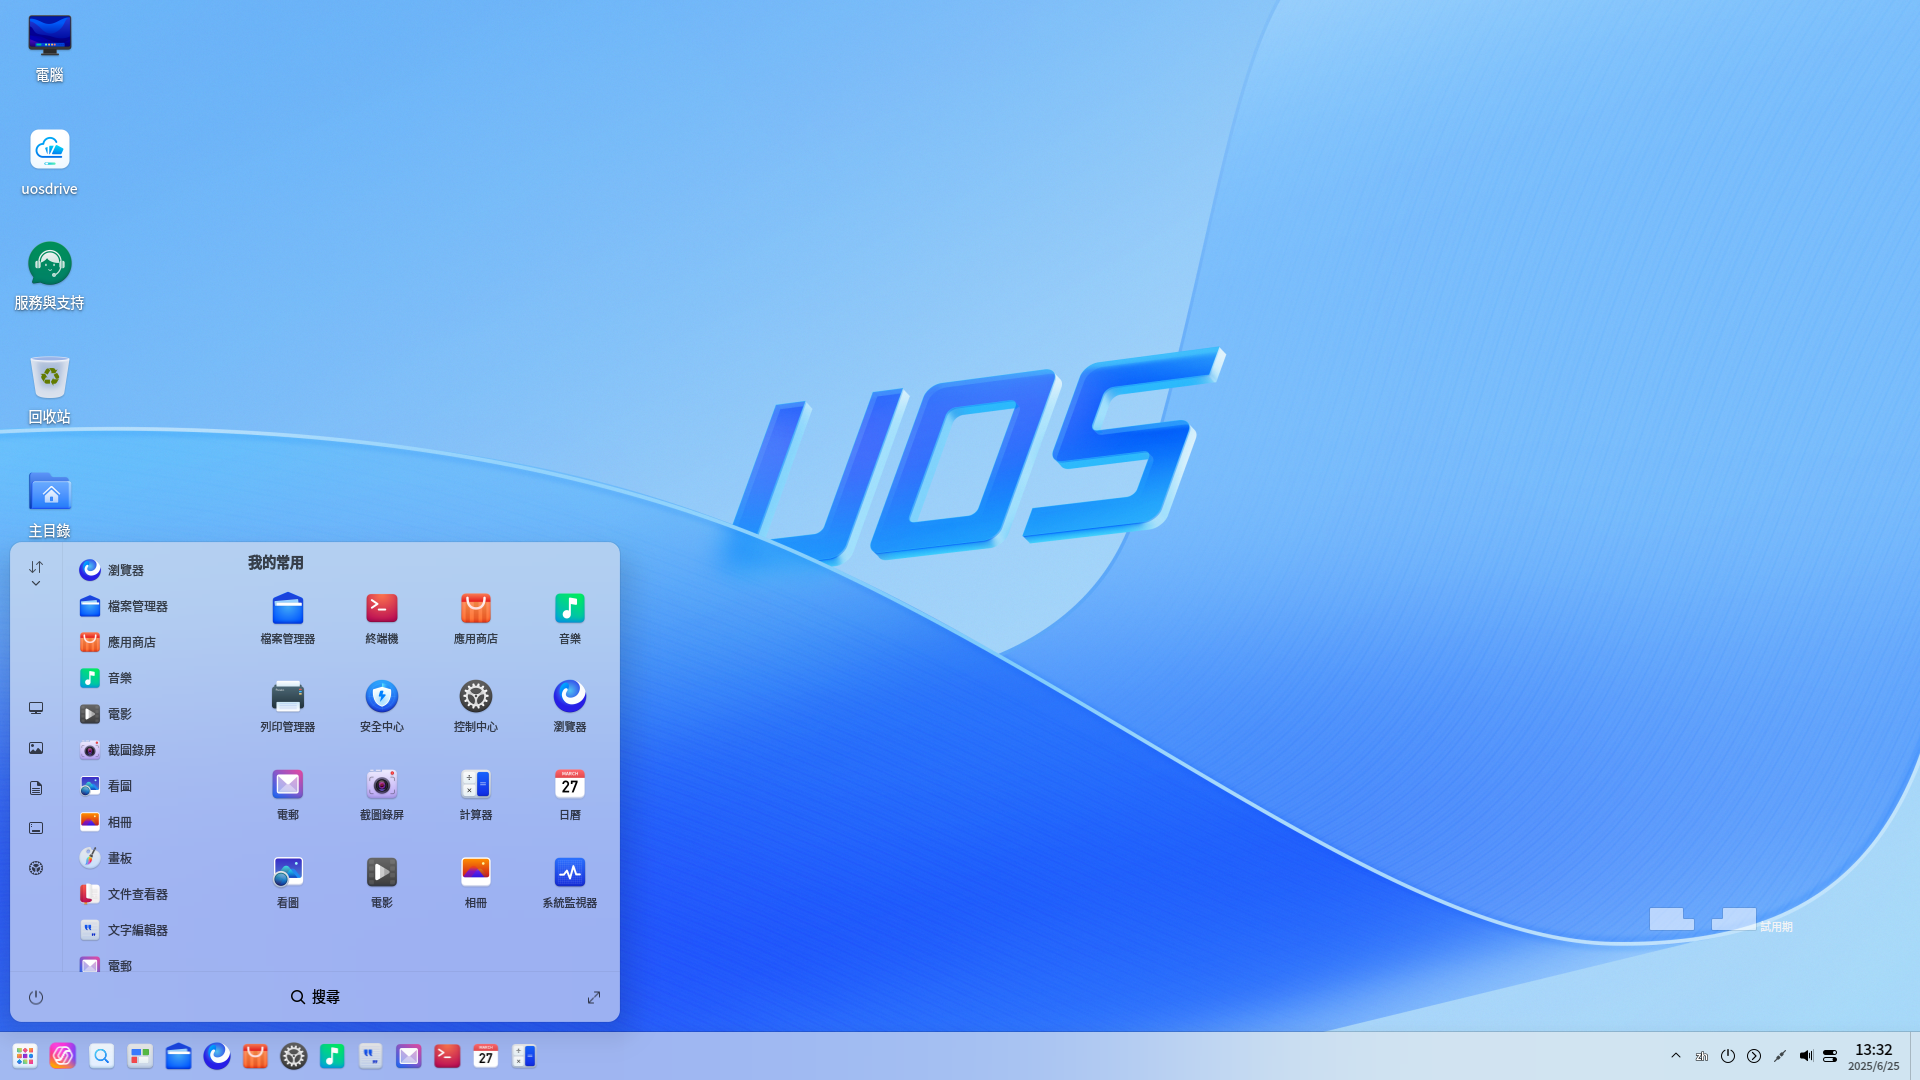 電腦
uosdrive
服務與支持
回收站
主目錄
UOS
瀏覽器
檔案管理器
應用商店
音樂
電影
截圖錄屏
看圖
相冊
畫板
文件查看器
文字編輯器
電郵
我的常用
檔案管理器
終端機
應用商店
音樂
列印管理器
安全中心
控制中心
瀏覽器
電郵
截圖錄屏
計算器
MARCH
27
日曆
看圖
電影
相冊
系統監視器
搜尋
試用期
MARCH
27
zh
13:32
2025/6/25